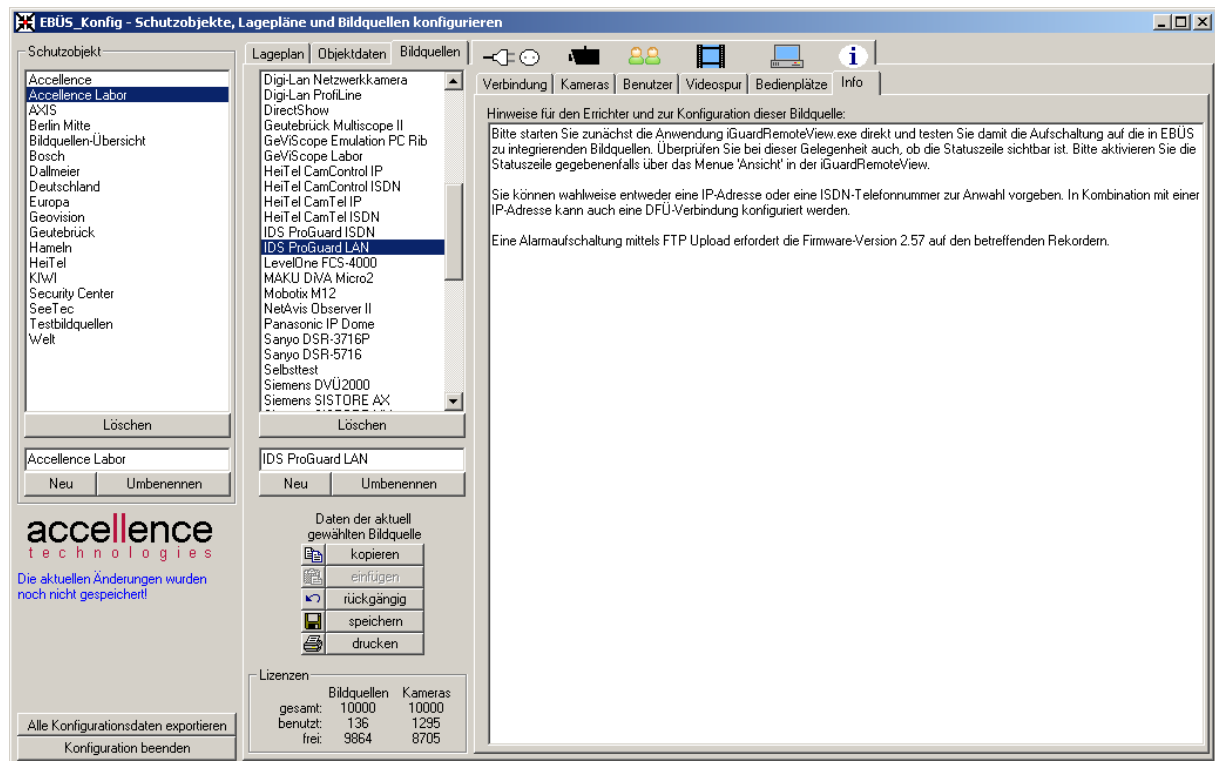 EBÜS_Konfig - Schutzobjekte, Lagepläne und Bildquellen konfigurieren
Schutzobjekt
Accellence
Accellence Labor
AXIS
Berlin Mitte
Bildquellen-Übersicht
Bosch
Dallmeier
Deutschland
Europa
Geovision
Geutebrück
Hameln
HeiTel
KIWI
Security Center
SeeTec
Testbildquellen
Welt
Löschen
Accellence Labor
Neu Umbenennen
accellence
technologies
Die aktuellen Änderungen wurden
noch nicht gespeichert!
Alle Konfigurationsdaten exportieren
Konfiguration beenden
Lageplan Objektdaten Bildquellen
Digi-Lan Netzwerkkamera
Digi-Lan ProfiLine
DirectShow
Geutebrück Multiscope II
GeViScope Emulation PC Rib
GeViScope Labor
HeiTel CamControl IP
HeiTel CamControl ISDN
HeiTel CamTel IP
HeiTel CamTel ISDN
IDS ProGuard ISDN
IDS ProGuard LAN
LevelOne FCS-4000
MAKU DiVA Micro2
Mobotix M12
NetAvis Observer II
Panasonic IP Dome
Sanyo DSR-3716P
Sanyo DSR-5716
Selbsttest
Siemens DVÜ2000
Siemens SISTORE AX
Löschen
IDS ProGuard LAN
Neu Umbenennen
Daten der aktuell
gewählten Bildquelle
kopieren
einfügen
rückgängig
speichern
drucken
Lizenzen
Bildquellen Kameras
gesamt: 10000 10000
benutzt: 136 1295
frei: 9864 8705
Verbindung Kameras Benutzer Videospur Bedienplätze Info
Hinweise für den Errichter und zur Konfiguration dieser Bildquelle:
Bitte starten Sie zunächst die Anwendung iGuardRemoteView.exe direkt und testen Sie damit die Aufschaltung auf die in EBÜS
zu integrierenden Bildquellen. Überprüfen Sie bei dieser Gelegenheit auch, ob die Statuszeile sichtbar ist. Bitte aktivieren Sie die
Statuszeile gegebenenfalls über das Menue 'Ansicht' in der iGuardRemoteView.
Sie können wahlweise entweder eine IP-Adresse oder eine ISDN-Telefonnummer zur Anwahl vorgeben. In Kombination mit einer
IP-Adresse kann auch eine DFÜ-Verbindung konfiguriert werden.
Eine Alarmaufschaltung mittels FTP Upload erfordert die Firmware-Version 2.57 auf den betreffenden Rekordern.